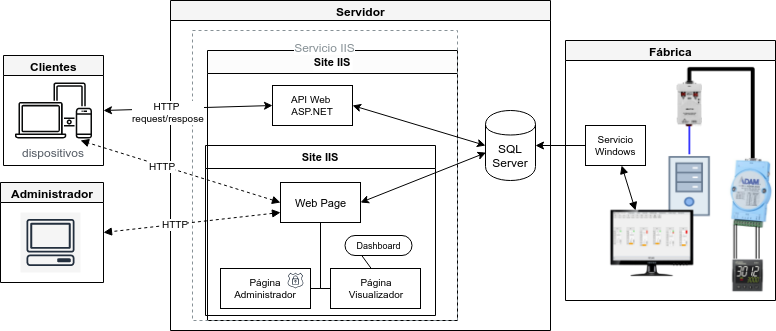 Servidor
Servicio IIS
Site IIS
Fábrica
Clientes
dispositivos
HTTP
request/respose
API Web
ASP.NET
SQL
Server
Servicio
Windows
Site IIS
HTTP
Web Page
Administrador
HTTP
Dashboard
Página
Administrador
Página
Visualizador
ADAM
3012